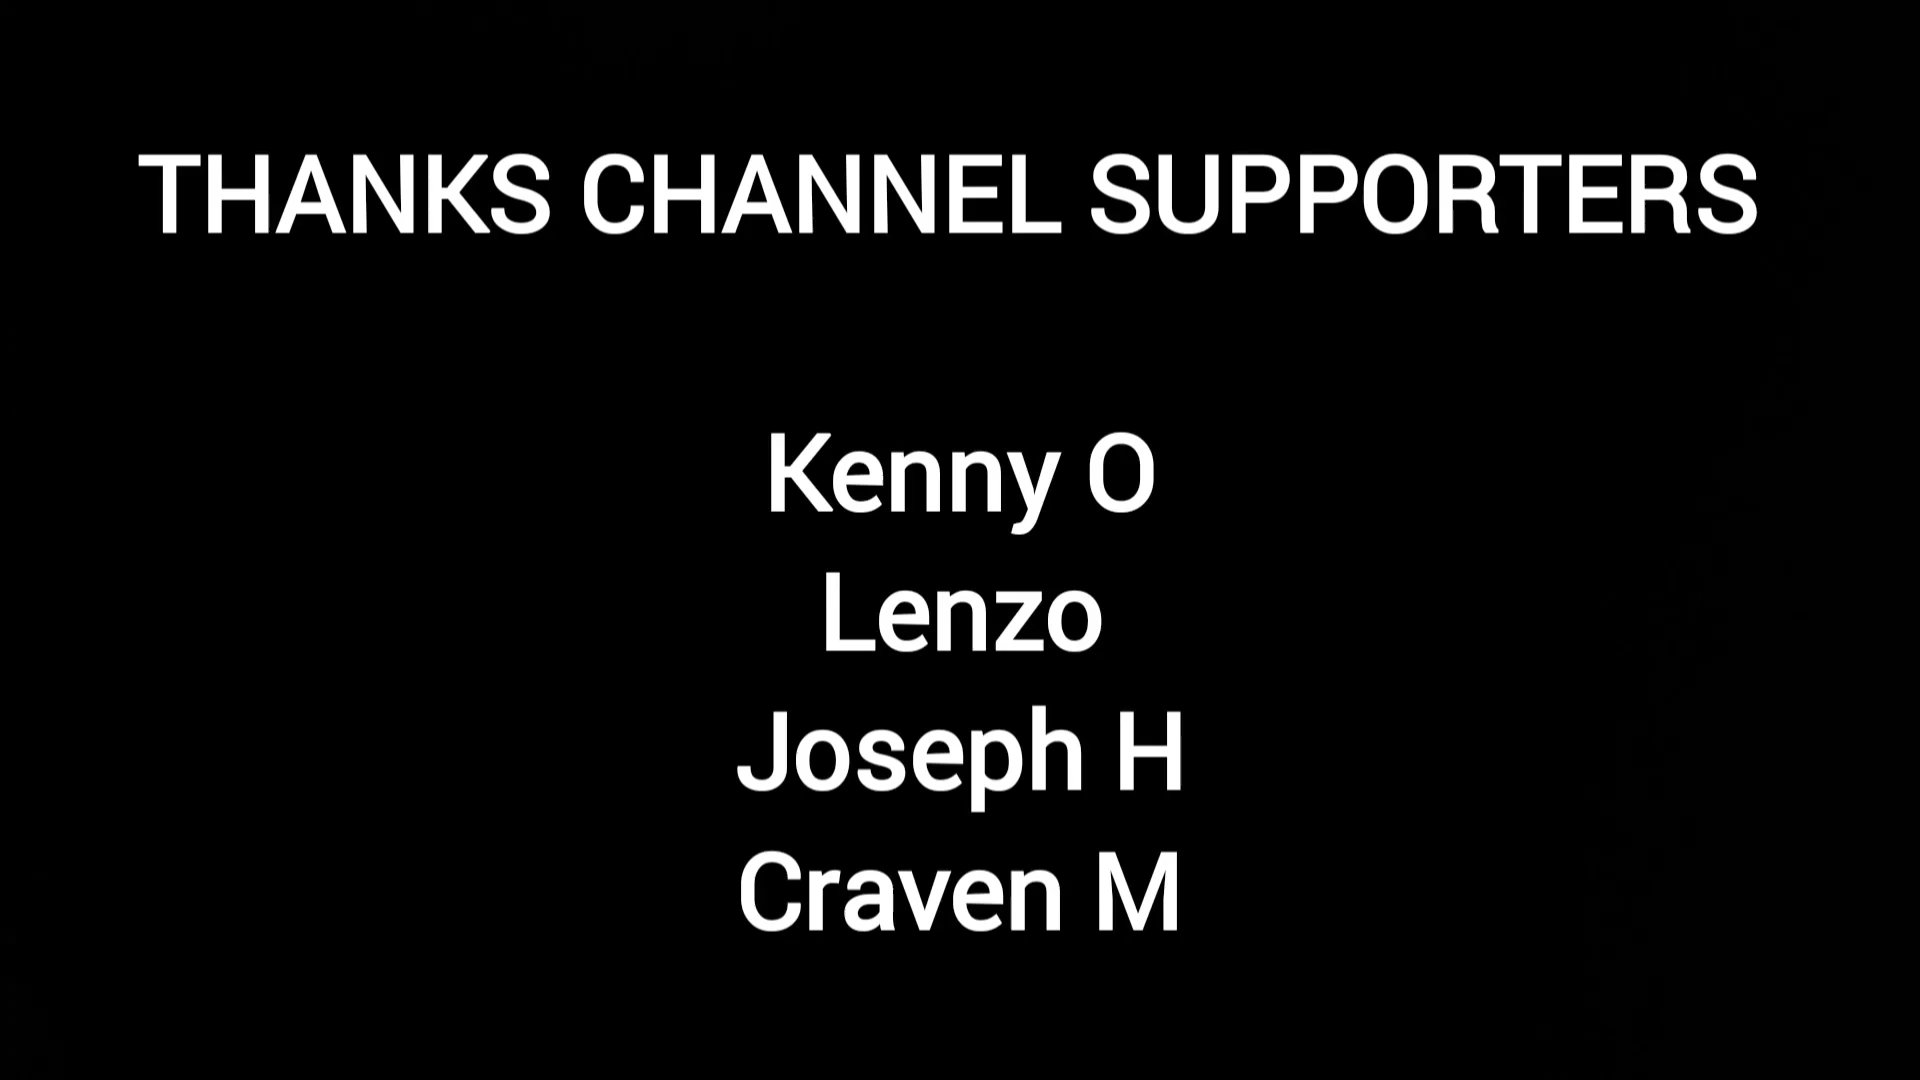 THANKS CHANNEL SUPPORTERS
Kenny O
Lenzo
Joseph H
Craven M